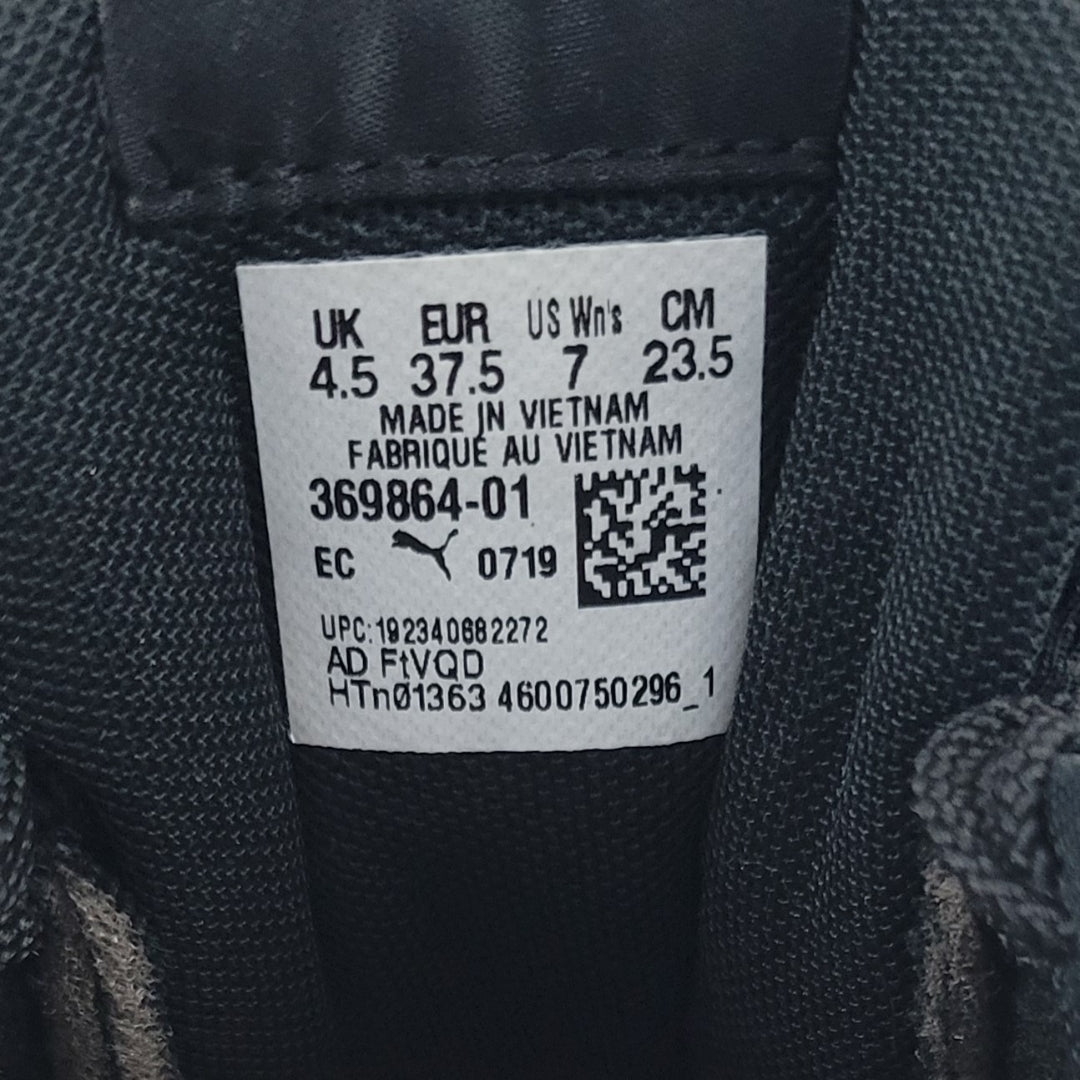 UK EUR US Wn's CM
4.5 37.5 7 23.5
MADE IN VIETNAM
FABRIQUÉ AU VIETNAM
369864-01
EC 0719
UPC:192340682272
AD FtVQD
HTn01363 4600750296_1